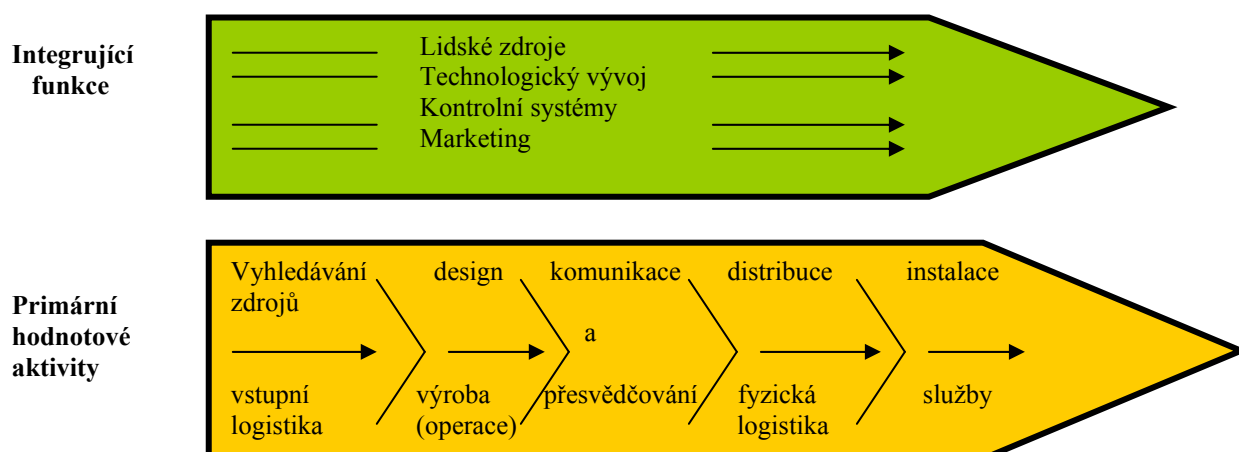 Integrující
funkce
Lidské zdroje
Technologický vývoj
Kontrolní systémy
Marketing
Primární
hodnotové
aktivity
Vyhledávání
zdrojů
design
komunikace
distribuce
instalace
a
vstupní
logistika
výroba
(operace)
přesvědčování
fyzická
logistika
služby